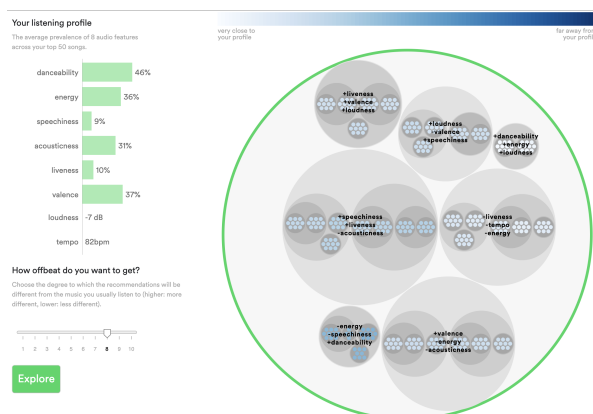 Your listening profile
The average prevalence of 8 audio features
across your top 50 songs.
danceability 46%
energy 36%
speechiness 9%
acousticness 31%
liveness 10%
valence 37%
loudness -7 dB
tempo 82bpm
How offbeat do you want to get?
Choose the degree to which the recommendations will be
different from the music you usually listen to (higher: more
different, lower: less different).
1 2 3 4 5 6 7 8 9 10
Explore
very close to
your profile
far away from
your profil
+liveness
+valence
+loudness
+loudness
-valence
+speechiness
+danceability
+energy
+loudness
+speechiness
+liveness
-acousticness
+liveness
-tempo
-energy
-energy
-speechiness
+danceability
+valence
-energy
-acousticness